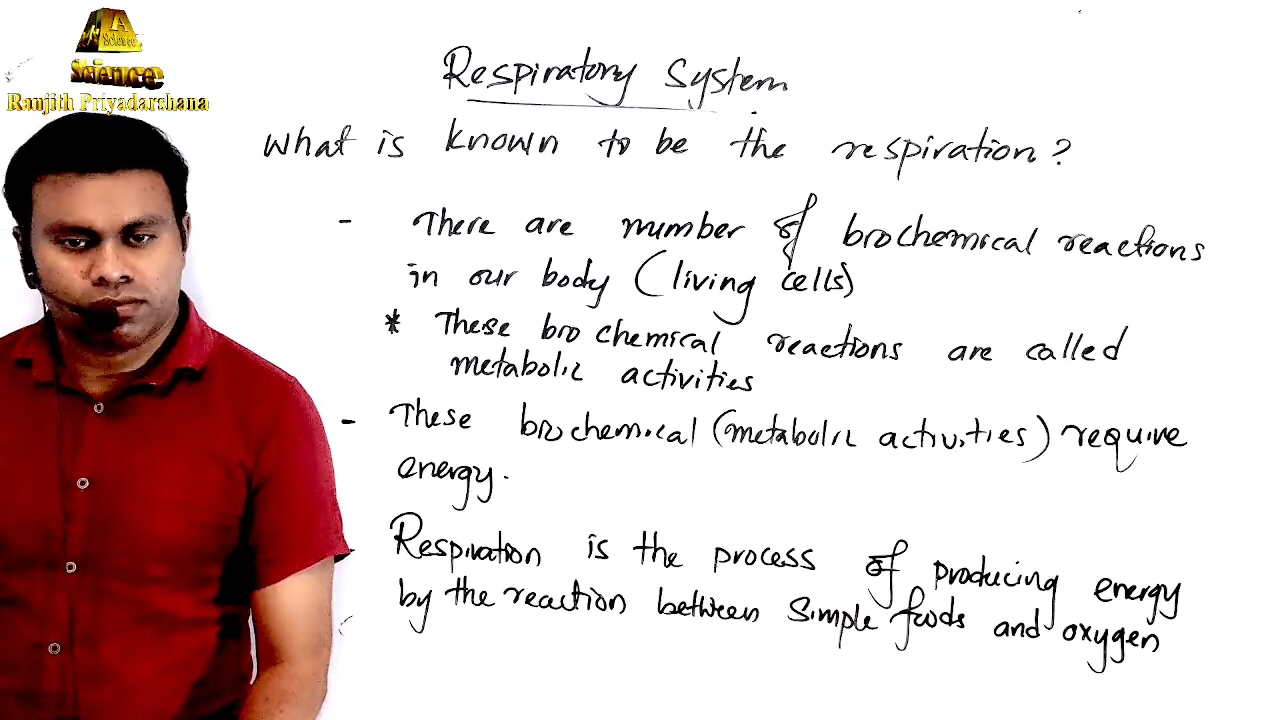 A
Science
Science
Ranjith Priyadarshana
Respiratory System
What is known to be the respiration?
- There are number of biochemical reactions
in our body (living cells)
* These biochemical reactions are called
metabolic activities
- These biochemical (metabolic activities) require
energy.
Respiration is the process of producing energy
by the reaction between simple foods and oxygen